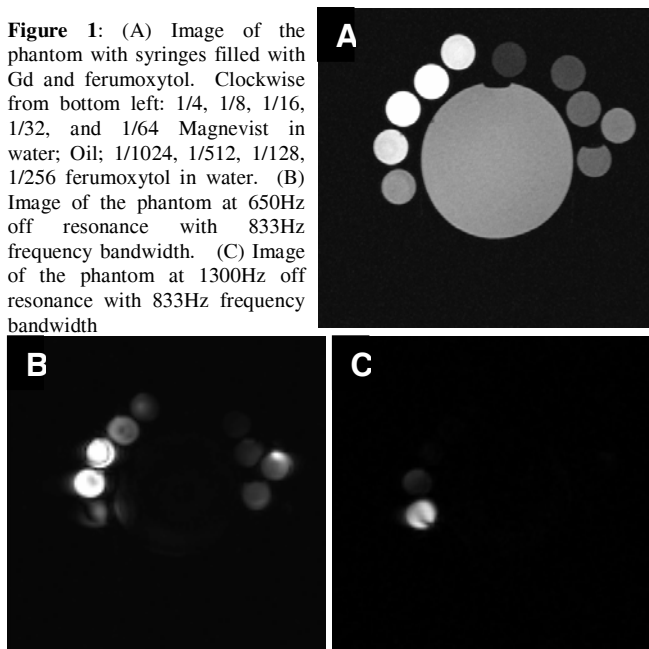 Figure 1: (A) Image of the
phantom with syringes filled with
Gd and ferumoxytol. Clockwise
from bottom left: 1/4, 1/8, 1/16,
1/32, and 1/64 Magnevist in
water; Oil; 1/1024, 1/512, 1/128,
1/256 ferumoxytol in water. (B)
Image of the phantom at 650Hz
off resonance with 833Hz
frequency bandwidth. (C) Image
of the phantom at 1300Hz off
resonance with 833Hz frequency
bandwidth
A
B
C